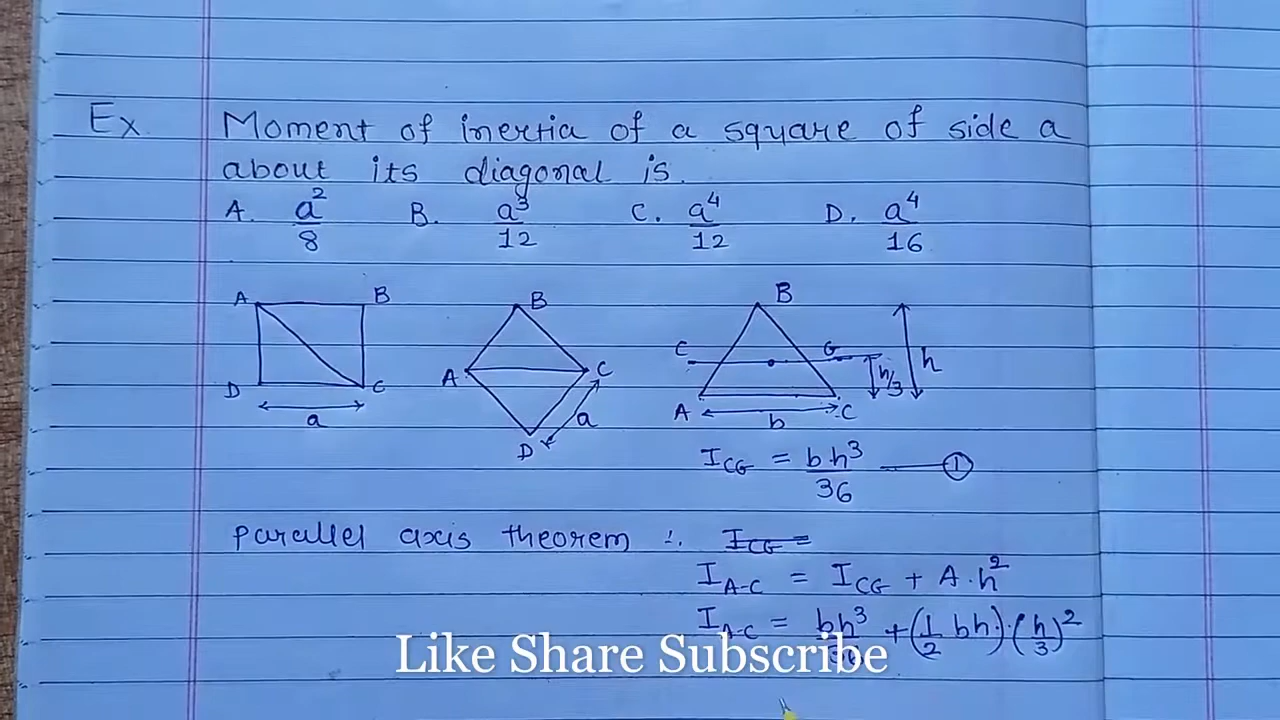 Ex. Moment of inertia of a square of side a
about its diagonal is.
A. a²/8 B. a³/12 C. a⁴/12 D. a⁴/16
A B
D C
a
B
A C
a
D
B
C G
h/3 h
A b C
I_CG = bh³/36 — ①
parallel axis theorem ∴ I_CG =
I_A-C = I_CG + A.h²
I_A-C = bh³/36 + (1/2 bh).(h/3)²
Like Share Subscribe